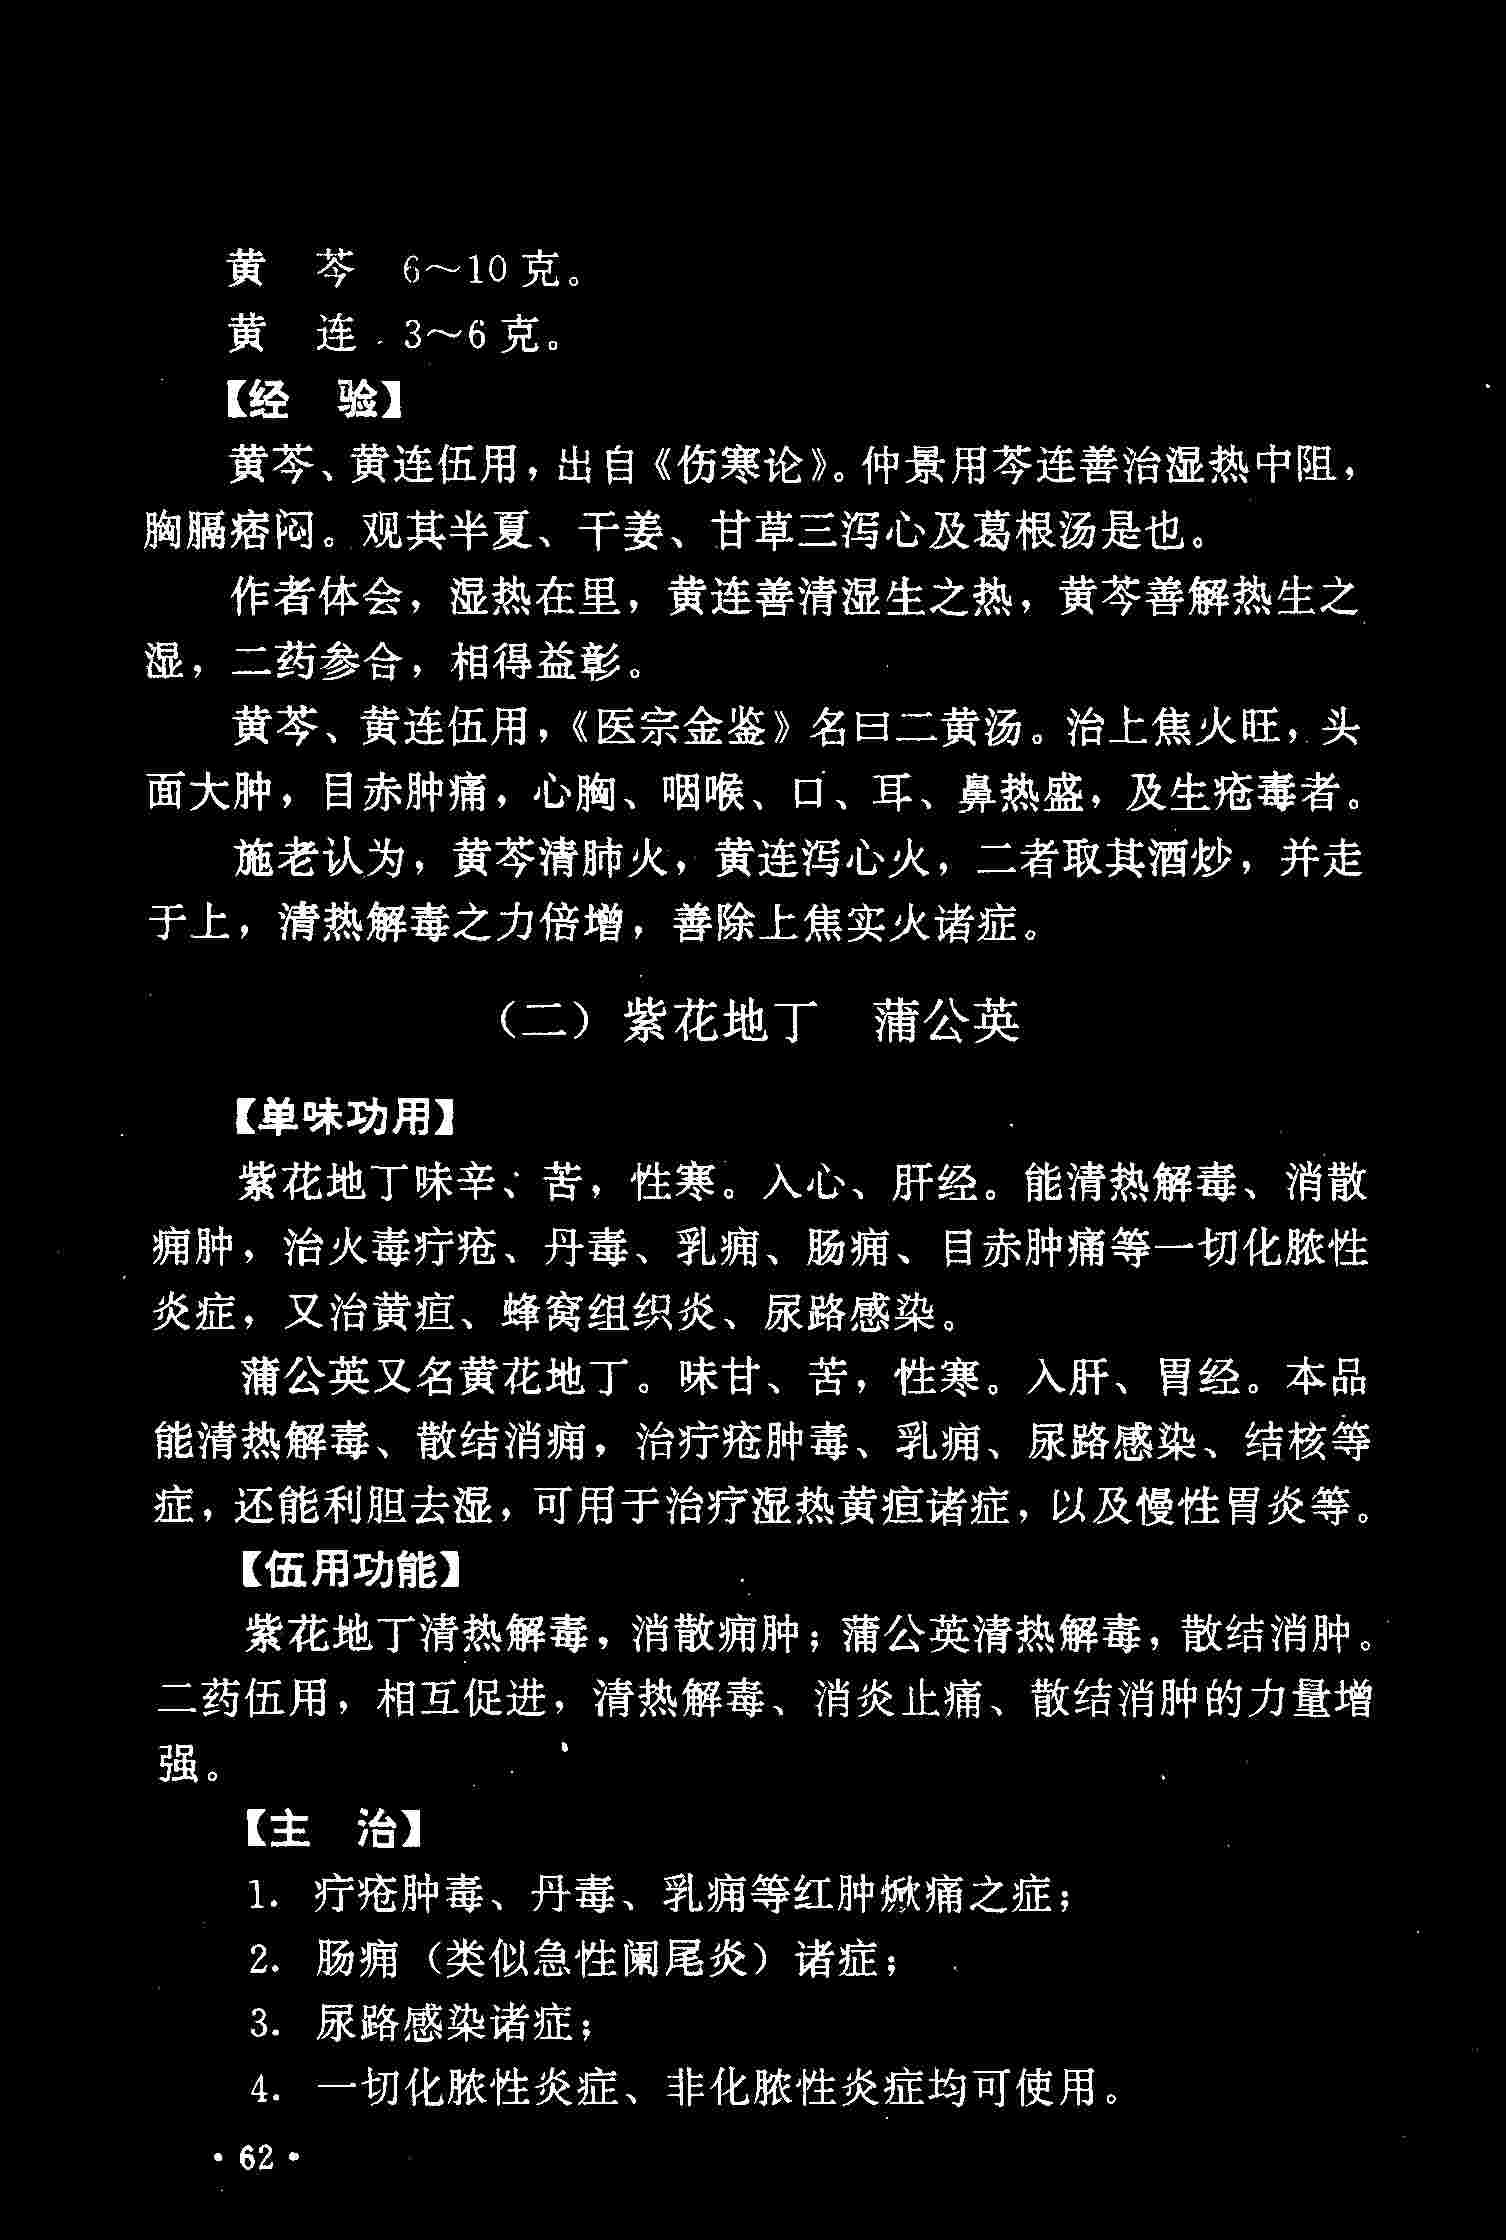 黄　芩　6～10克。
黄　连　3～6克。
【经　验】
黄芩、黄连伍用，出自《伤寒论》。仲景用芩连善治湿热中阻，
胸膈痞闷。观其半夏、干姜、甘草三泻心及葛根汤是也。
作者体会，湿热在里，黄连善清湿生之热，黄芩善解热生之
湿，二药参合，相得益彰。
黄芩、黄连伍用，《医宗金鉴》名曰二黄汤。治上焦火旺，头
面大肿，目赤肿痛，心胸、咽喉、口、耳、鼻热盛，及生疮毒者。
施老认为，黄芩清肺火，黄连泻心火，二者取其酒炒，并走
于上，清热解毒之力倍增，善除上焦实火诸症。
（二）紫花地丁　蒲公英
【单味功用】
紫花地丁味辛、苦，性寒。入心、肝经。能清热解毒、消散
痈肿，治火毒疔疮、丹毒、乳痈、肠痈、目赤肿痛等一切化脓性
炎症，又治黄疸、蜂窝组织炎、尿路感染。
蒲公英又名黄花地丁。味甘、苦，性寒。入肝、胃经。本品
能清热解毒、散结消痈，治疔疮肿毒、乳痈、尿路感染、结核等
症，还能利胆去湿，可用于治疗湿热黄疸诸症，以及慢性胃炎等。
【伍用功能】
紫花地丁清热解毒，消散痈肿；蒲公英清热解毒，散结消肿。
二药伍用，相互促进，清热解毒、消炎止痛、散结消肿的力量增
强。
【主　治】
1. 疔疮肿毒、丹毒、乳痈等红肿焮痛之症；
2. 肠痈（类似急性阑尾炎）诸症；
3. 尿路感染诸症；
4. 一切化脓性炎症、非化脓性炎症均可使用。
·62·